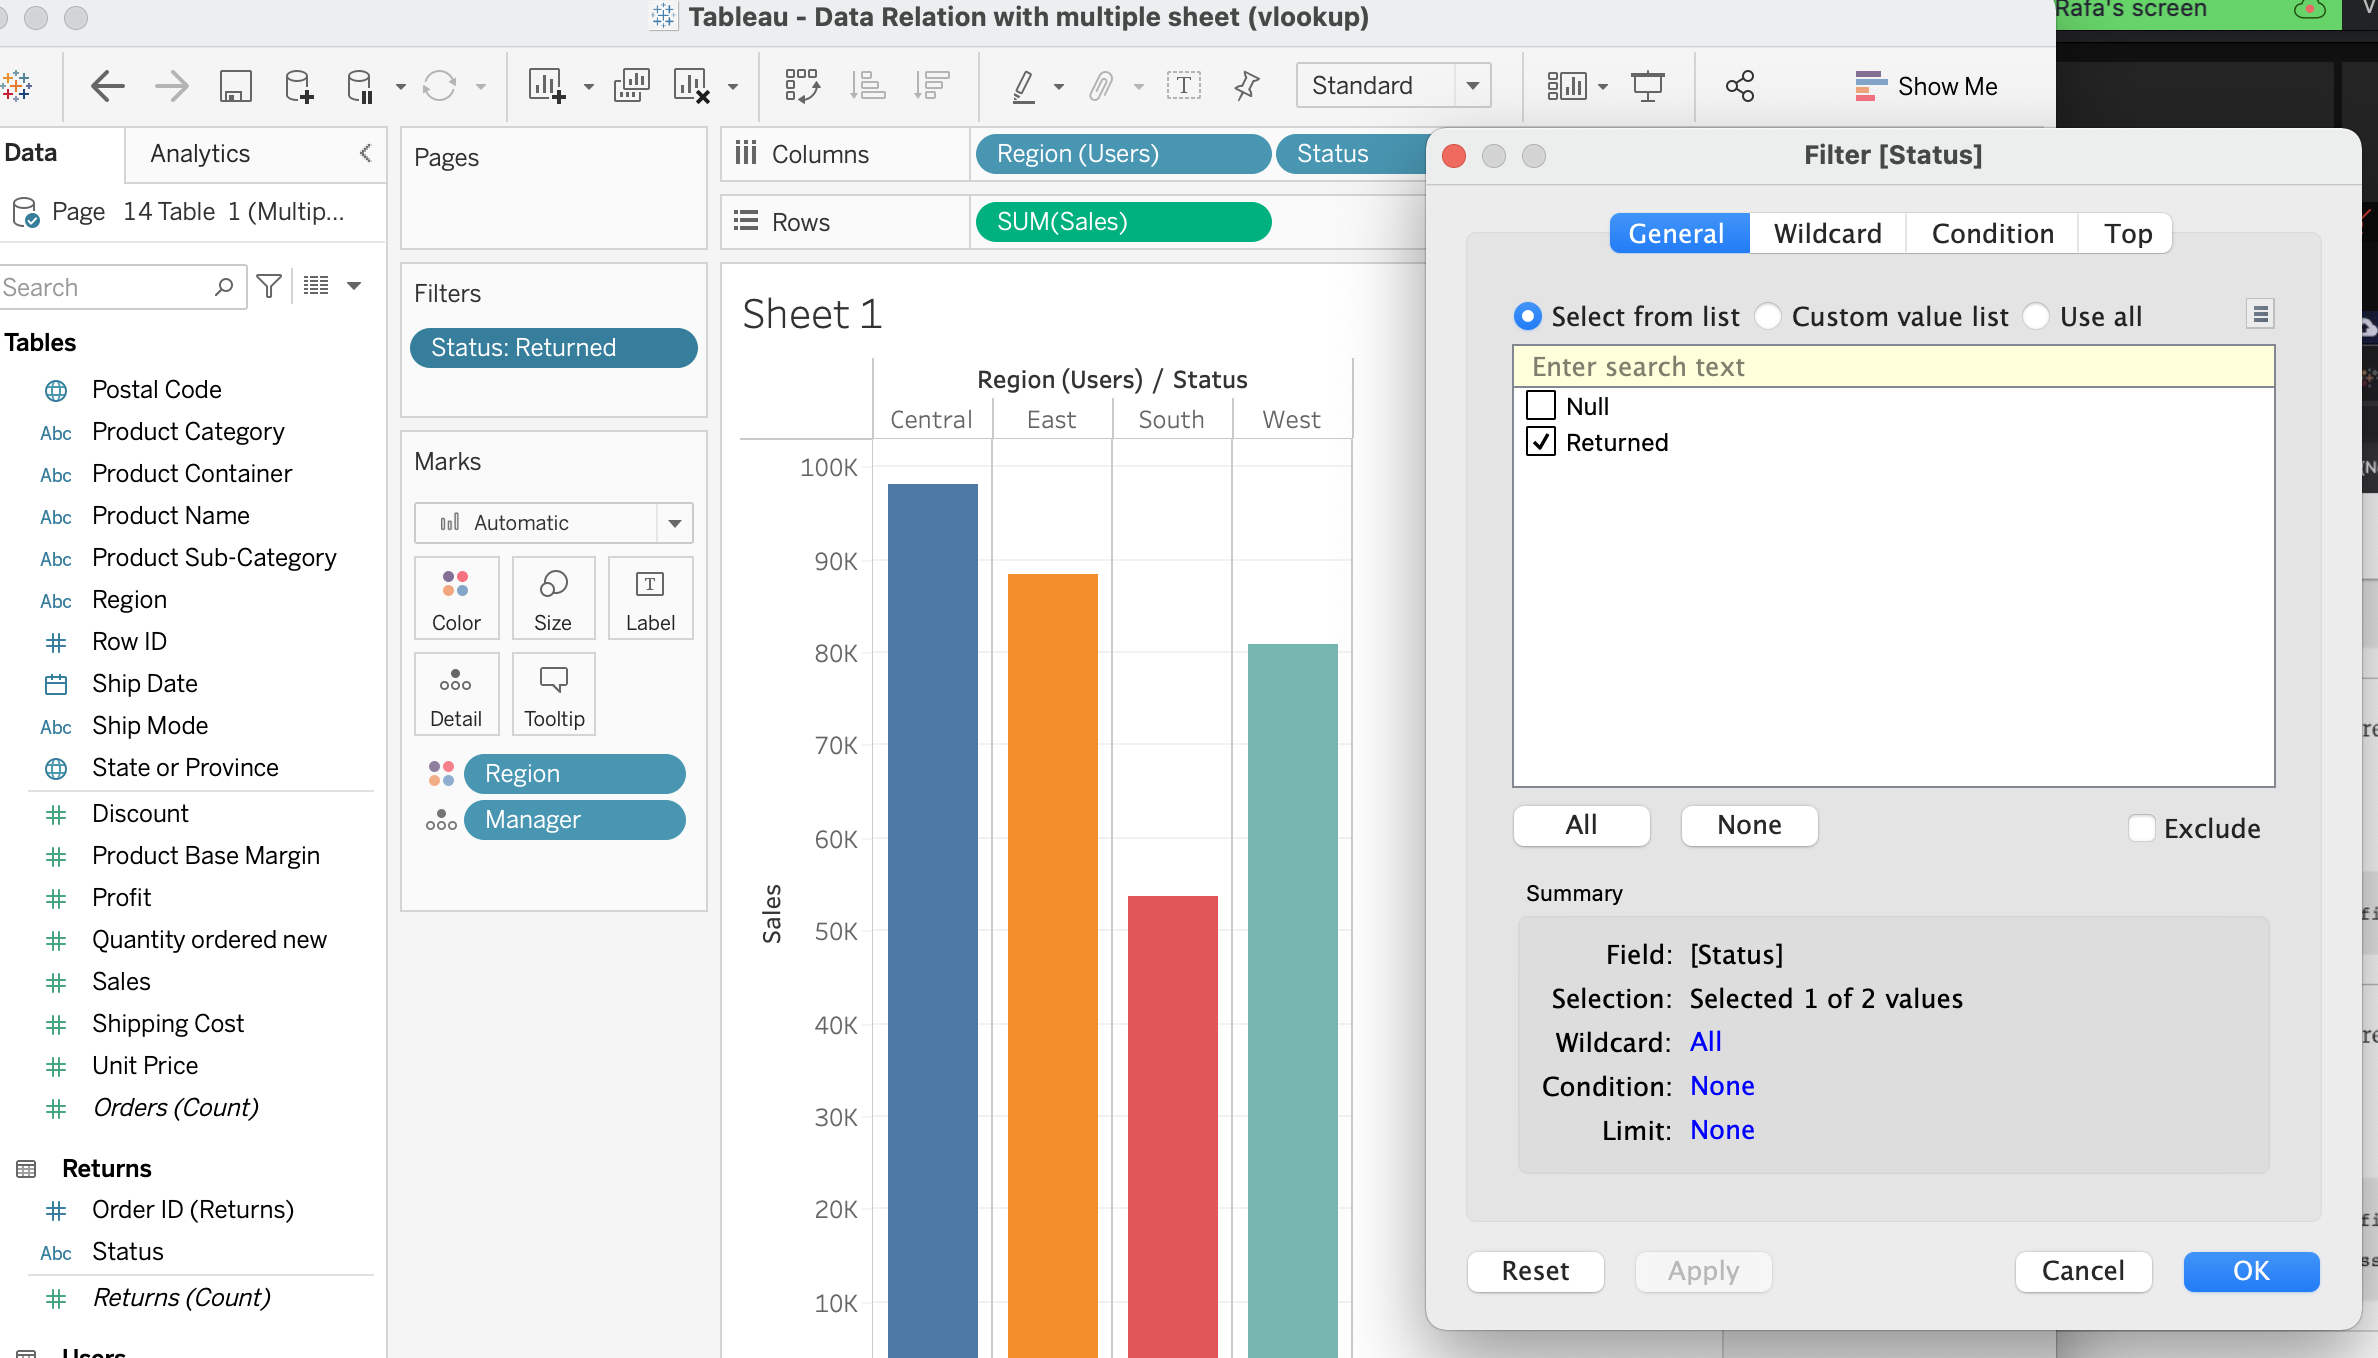 Tableau - Data Relation with multiple sheet (vlookup)
Rafa's screen
Standard
Show Me
Data
Analytics
Page 14 Table 1 (Multip...
Search
Tables
Postal Code
Abc Product Category
Abc Product Container
Abc Product Name
Abc Product Sub-Category
Abc Region
Row ID
Ship Date
Abc Ship Mode
State or Province
Discount
Product Base Margin
Profit
Quantity ordered new
Sales
Shipping Cost
Unit Price
Orders (Count)
Returns
Order ID (Returns)
Abc Status
Returns (Count)
Users
Pages
Filters
Status: Returned
Marks
Automatic
Color
Size
Label
Detail
Tooltip
Region
Manager
Columns
Region (Users)
Status
Rows
SUM(Sales)
Sheet 1
Region (Users) / Status
Central
East
South
West
100K
90K
80K
70K
60K
50K
40K
30K
20K
10K
Sales
Filter [Status]
General
Wildcard
Condition
Top
Select from list
Custom value list
Use all
Enter search text
Null
Returned
All
None
Exclude
Summary
Field: [Status]
Selection: Selected 1 of 2 values
Wildcard: All
Condition: None
Limit: None
Reset
Apply
Cancel
OK